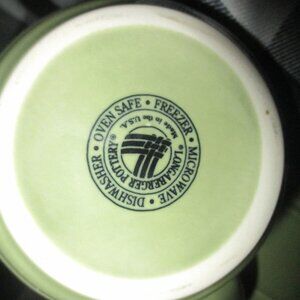 OVEN SAFE • FREEZER • MICROWAVE • DISHWASHER •
• LONGABERGER POTTERY®
Made in the U.S.A.